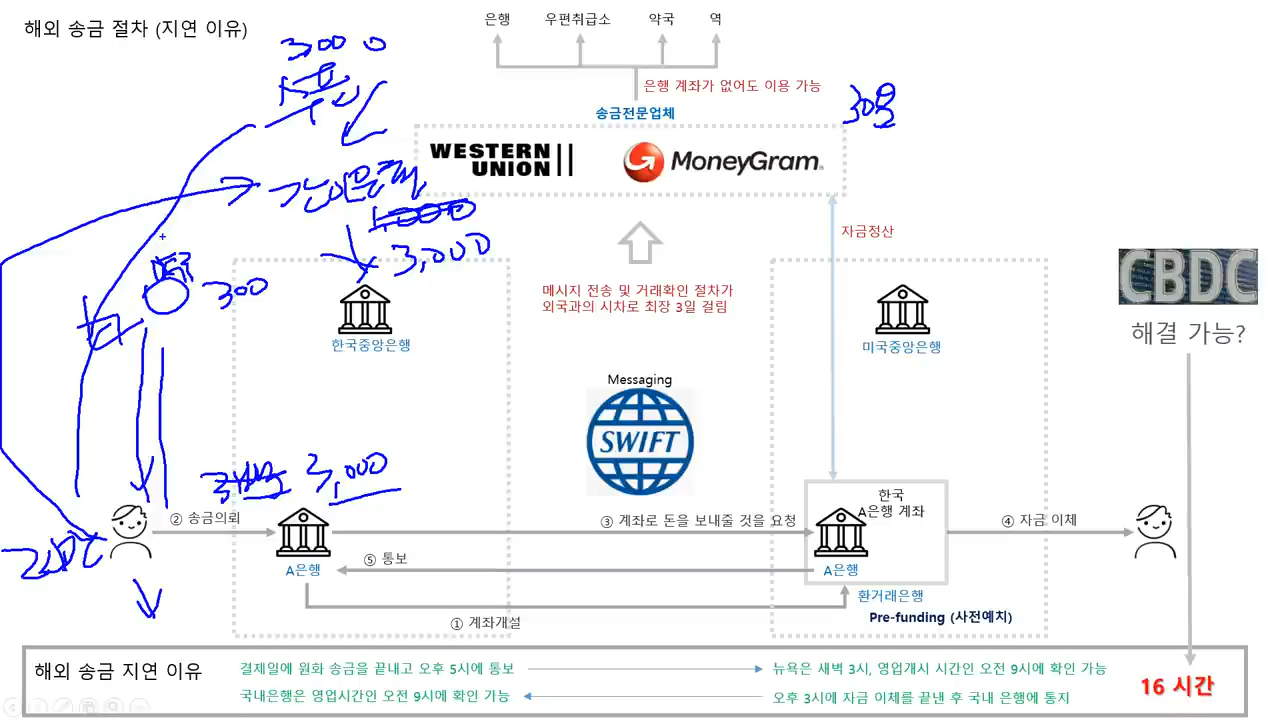 해외 송금 절차 (지연 이유)
은행 우편취급소 약국 역
은행 계좌가 없어도 이용 가능
송금전문업체
WESTERN UNION
MoneyGram
자금정산
3000
300
3,000
3,000
메시지 전송 및 거래확인 절차가
외국과의 시차로 최장 3일 걸림
한국중앙은행
미국중앙은행
CBDC
해결 가능?
Messaging
SWIFT
② 송금의뢰
③ 계좌로 돈을 보내줄 것을 요청
한국
A은행 계좌
④ 자금 이체
⑤ 통보
A은행
A은행
환거래은행
① 계좌개설
Pre-funding (사전예치)
해외 송금 지연 이유
결제일에 원화 송금을 끝내고 오후 5시에 통보
뉴욕은 새벽 3시, 영업개시 시간인 오전 9시에 확인 가능
국내은행은 영업시간인 오전 9시에 확인 가능
오후 3시에 자금 이체를 끝낸 후 국내 은행에 통지
16 시간